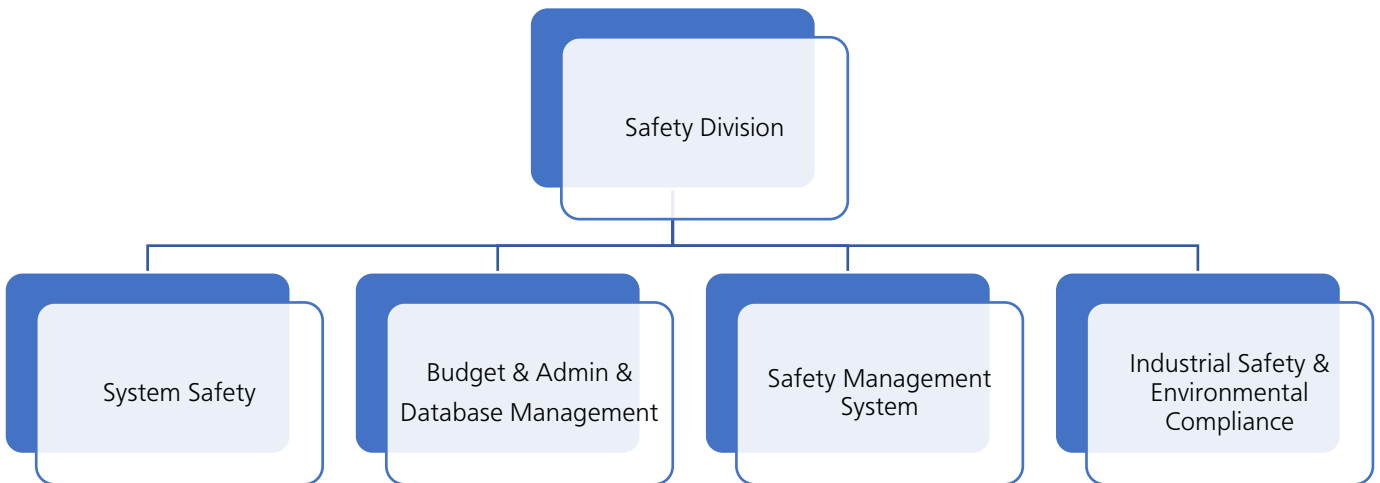 Safety Division
System Safety
Budget & Admin &
Database Management
Safety Management
System
Industrial Safety &
Environmental
Compliance